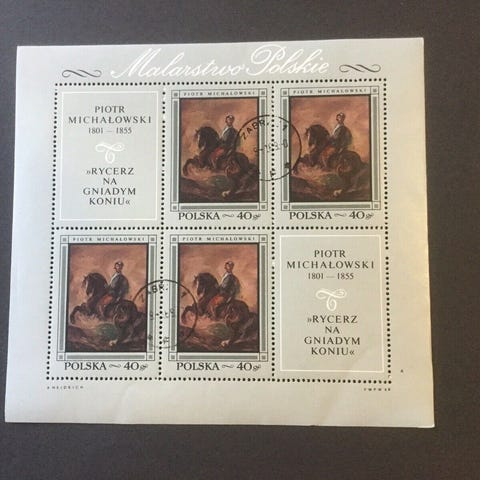 Malarstwo Polskie
PIOTR
MICHAŁOWSKI
1801 — 1855
»RYCERZ
NA
GNIADYM
KONIU«
PIOTR MICHAŁOWSKI
POLSKA 40 gr
PIOTR MICHAŁOWSKI
POLSKA 40 gr
PIOTR MICHAŁOWSKI
POLSKA 40 gr
PIOTR MICHAŁOWSKI
POLSKA 40 gr
PIOTR
MICHAŁOWSKI
1801 — 1855
»RYCERZ
NA
GNIADYM
KONIU«
A
A HEIDRICH